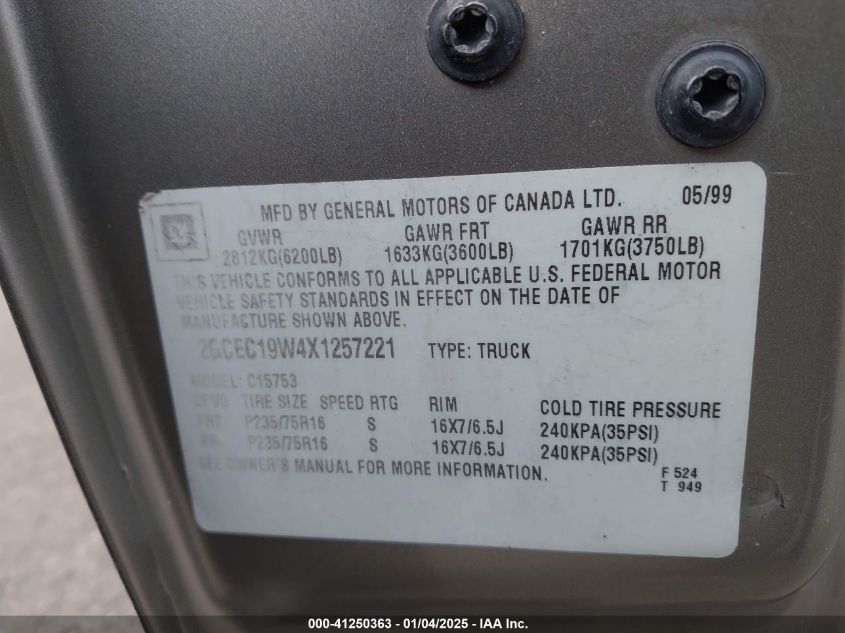 MFD BY GENERAL MOTORS OF CANADA LTD. 05/99
GVWR GAWR FRT GAWR RR
2812KG(6200LB) 1633KG(3600LB) 1701KG(3750LB)
THIS VEHICLE CONFORMS TO ALL APPLICABLE U.S. FEDERAL MOTOR
VEHICLE SAFETY STANDARDS IN EFFECT ON THE DATE OF
MANUFACTURE SHOWN ABOVE.
2GCEC19W4X1257221 TYPE: TRUCK
MODEL: C15753
TIRE SIZE SPEED RTG RIM COLD TIRE PRESSURE
FRT P235/75R16 S 16X7/6.5J 240KPA(35PSI)
RR P235/75R16 S 16X7/6.5J 240KPA(35PSI)
SEE OWNER'S MANUAL FOR MORE INFORMATION.
F 524
T 949
000-41250363 - 01/04/2025 - IAA Inc.